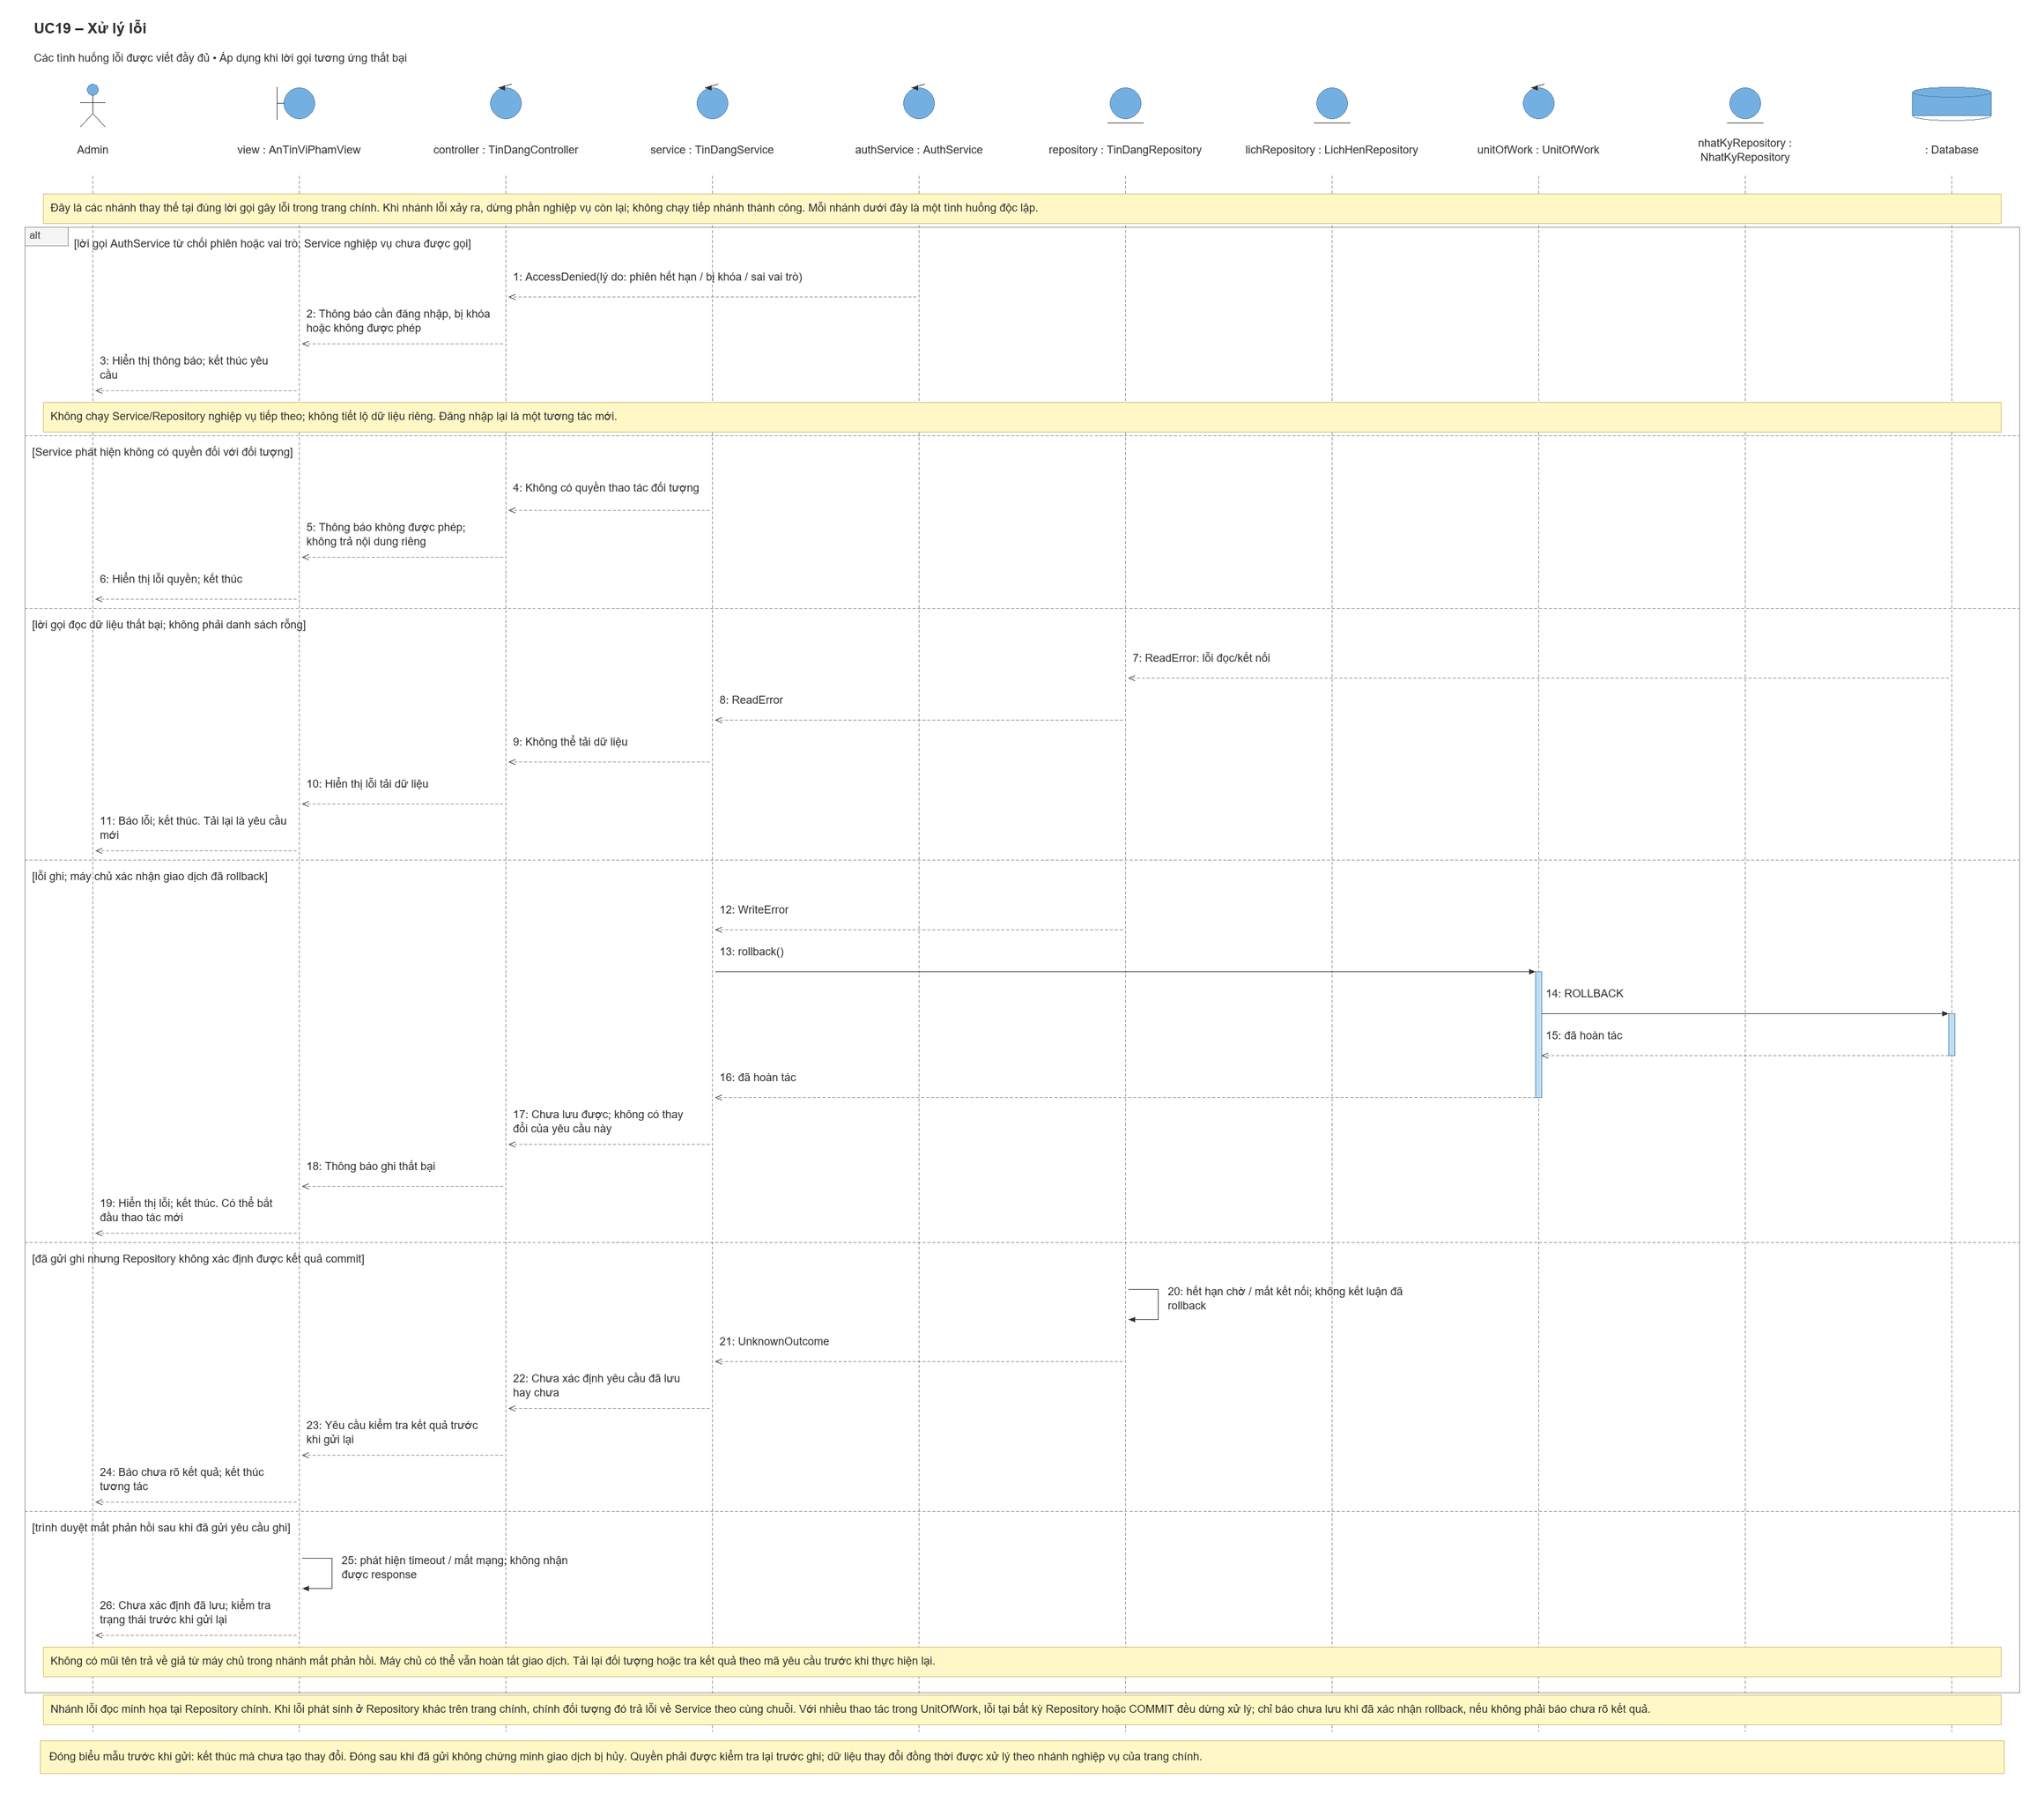 UC19 – Xử lý lỗi
Các tình huống lỗi được viết đầy đủ • Áp dụng khi lời gọi tương ứng thất bại
Admin
view : AnTinViPhamView
controller : TinDangController
service : TinDangService
authService : AuthService
repository : TinDangRepository
lichRepository : LichHenRepository
unitOfWork : UnitOfWork
nhatKyRepository :
NhatKyRepository
: Database
Đây là các nhánh thay thế tại đúng lời gọi gây lỗi trong trang chính. Khi nhánh lỗi xảy ra, dừng phần nghiệp vụ còn lại; không chạy tiếp nhánh thành công. Mỗi nhánh dưới đây là một tình huống độc lập.
alt
[lời gọi AuthService từ chối phiên hoặc vai trò; Service nghiệp vụ chưa được gọi]
1: AccessDenied(lý do: phiên hết hạn / bị khóa / sai vai trò)
2: Thông báo cần đăng nhập, bị khóa
hoặc không được phép
3: Hiển thị thông báo; kết thúc yêu
cầu
Không chạy Service/Repository nghiệp vụ tiếp theo; không tiết lộ dữ liệu riêng. Đăng nhập lại là một tương tác mới.
[Service phát hiện không có quyền đối với đối tượng]
4: Không có quyền thao tác đối tượng
5: Thông báo không được phép;
không trả nội dung riêng
6: Hiển thị lỗi quyền; kết thúc
[lời gọi đọc dữ liệu thất bại; không phải danh sách rỗng]
7: ReadError: lỗi đọc/kết nối
8: ReadError
9: Không thể tải dữ liệu
10: Hiển thị lỗi tải dữ liệu
11: Báo lỗi; kết thúc. Tải lại là yêu cầu
mới
[lỗi ghi; máy chủ xác nhận giao dịch đã rollback]
12: WriteError
13: rollback()
14: ROLLBACK
15: đã hoàn tác
16: đã hoàn tác
17: Chưa lưu được; không có thay
đổi của yêu cầu này
18: Thông báo ghi thất bại
19: Hiển thị lỗi; kết thúc. Có thể bắt
đầu thao tác mới
[đã gửi ghi nhưng Repository không xác định được kết quả commit]
20: hết hạn chờ / mất kết nối; không kết luận đã
rollback
21: UnknownOutcome
22: Chưa xác định yêu cầu đã lưu
hay chưa
23: Yêu cầu kiểm tra kết quả trước
khi gửi lại
24: Báo chưa rõ kết quả; kết thúc
tương tác
[trình duyệt mất phản hồi sau khi đã gửi yêu cầu ghi]
25: phát hiện timeout / mất mạng; không nhận
được response
26: Chưa xác định đã lưu; kiểm tra
trạng thái trước khi gửi lại
Không có mũi tên trả về giả từ máy chủ trong nhánh mất phản hồi. Máy chủ có thể vẫn hoàn tất giao dịch. Tải lại đối tượng hoặc tra kết quả theo mã yêu cầu trước khi thực hiện lại.
Nhánh lỗi đọc minh họa tại Repository chính. Khi lỗi phát sinh ở Repository khác trên trang chính, chính đối tượng đó trả lỗi về Service theo cùng chuỗi. Với nhiều thao tác trong UnitOfWork, lỗi tại bất kỳ Repository hoặc COMMIT đều dừng xử lý; chỉ báo chưa lưu khi đã xác nhận rollback, nếu không phải báo chưa rõ kết quả.
Đóng biểu mẫu trước khi gửi: kết thúc mà chưa tạo thay đổi. Đóng sau khi đã gửi không chứng minh giao dịch bị hủy. Quyền phải được kiểm tra lại trước ghi; dữ liệu thay đổi đồng thời được xử lý theo nhánh nghiệp vụ của trang chính.